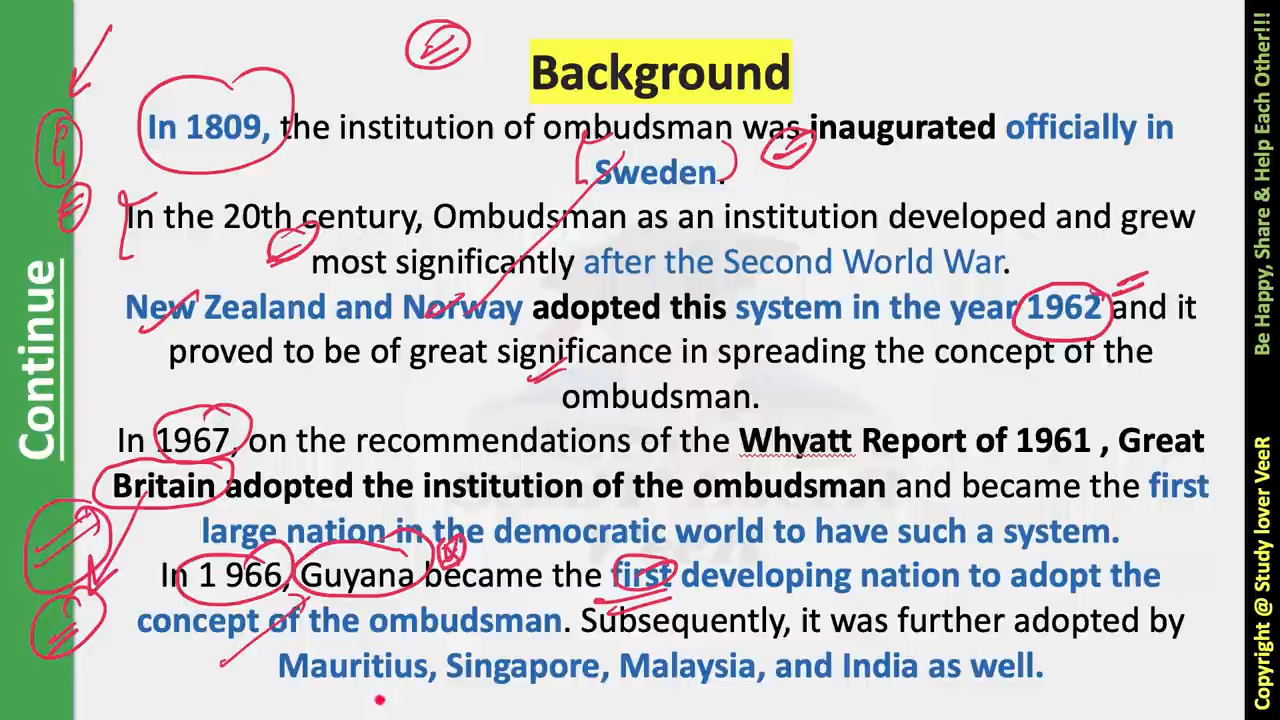 Background
In 1809, the institution of ombudsman was inaugurated officially in
Sweden.
In the 20th century, Ombudsman as an institution developed and grew
most significantly after the Second World War.
New Zealand and Norway adopted this system in the year 1962 and it
proved to be of great significance in spreading the concept of the
ombudsman.
In 1967, on the recommendations of the Whyatt Report of 1961 , Great
Britain adopted the institution of the ombudsman and became the first
large nation in the democratic world to have such a system.
In 1 966, Guyana became the first developing nation to adopt the
concept of the ombudsman. Subsequently, it was further adopted by
Mauritius, Singapore, Malaysia, and India as well.
Continue
Be Happy, Share & Help Each Other!!!
Copyright @ Study lover VeeR